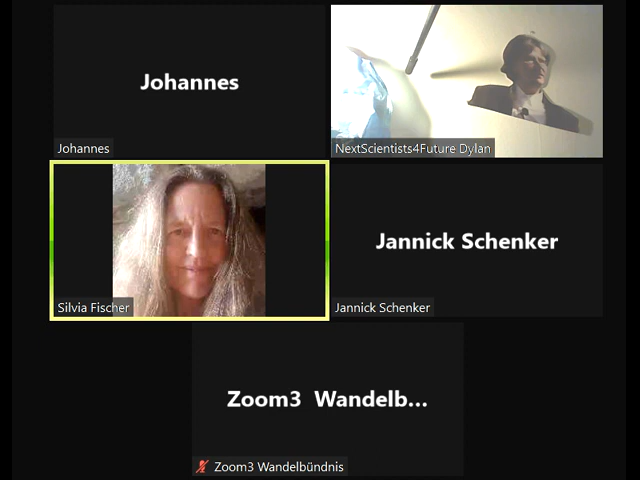 Johannes
Johannes
NextScientists4Future Dylan
Silvia Fischer
Jannick Schenker
Jannick Schenker
Zoom3 Wandelb...
Zoom3 Wandelbündnis